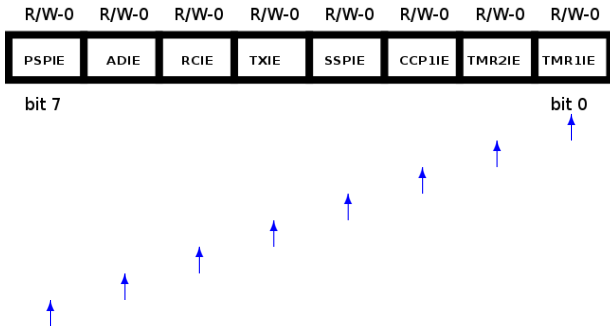 R/W-0 R/W-0 R/W-0 R/W-0 R/W-0 R/W-0 R/W-0 R/W-0
PSPIE ADIE RCIE TXIE SSPIE CCP1IE TMR2IE TMR1IE
bit 7 bit 0